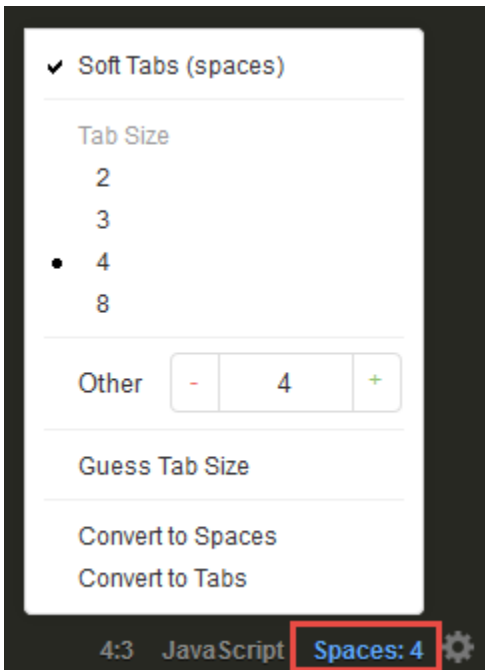 ✔ Soft Tabs (spaces)
Tab Size
2
3
• 4
8
Other - 4 +
Guess Tab Size
Convert to Spaces
Convert to Tabs
4:3 JavaScript Spaces: 4